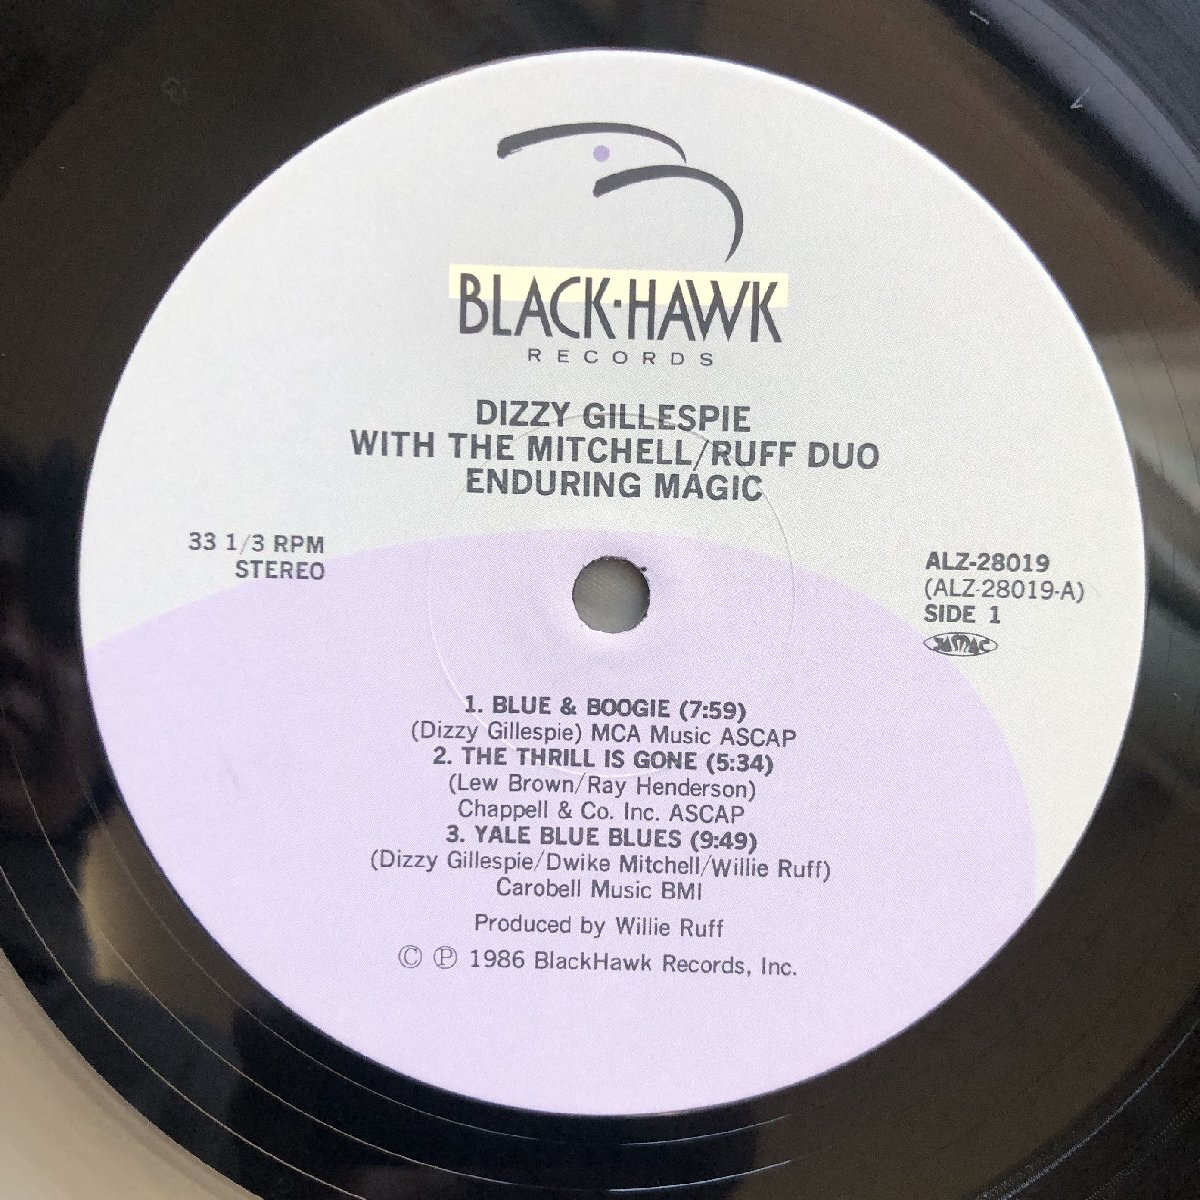 BLACK·HAWK
RECORDS
DIZZY GILLESPIE
WITH THE MITCHELL/RUFF DUO
ENDURING MAGIC
33 1/3 RPM
STEREO
ALZ-28019
(ALZ-28019-A)
SIDE 1
JASRAC
1. BLUE & BOOGIE (7:59)
(Dizzy Gillespie) MCA Music ASCAP
2. THE THRILL IS GONE (5:34)
(Lew Brown/Ray Henderson)
Chappell & Co. Inc. ASCAP
3. YALE BLUE BLUES (9:49)
(Dizzy Gillespie/Dwike Mitchell/Willie Ruff)
Carobell Music BMI
Produced by Willie Ruff
© ℗ 1986 BlackHawk Records, Inc.